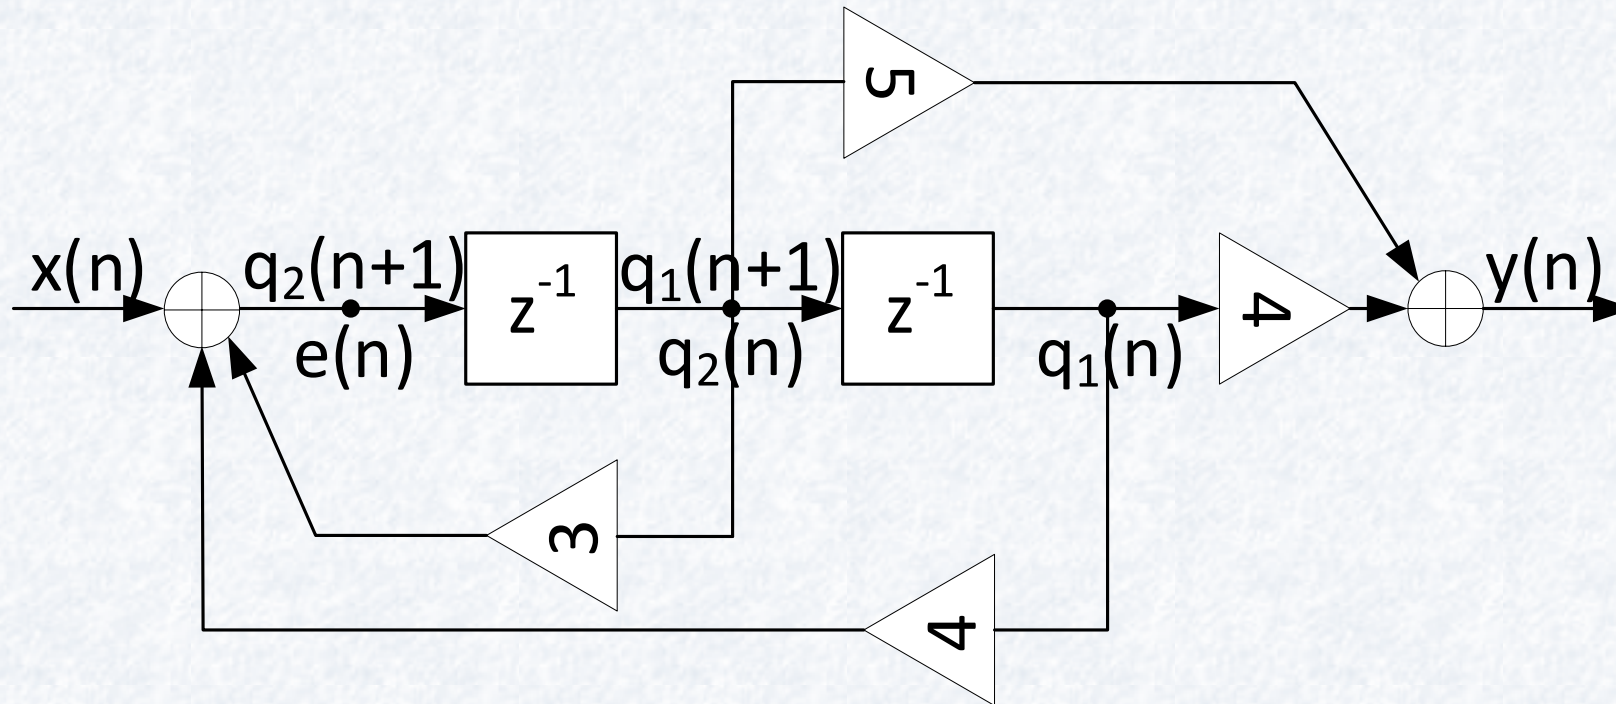 5
x(n)
q₂(n+1)
z⁻¹
q₁(n+1)
z⁻¹
4
y(n)
e(n)
q₂(n)
q₁(n)
3
4